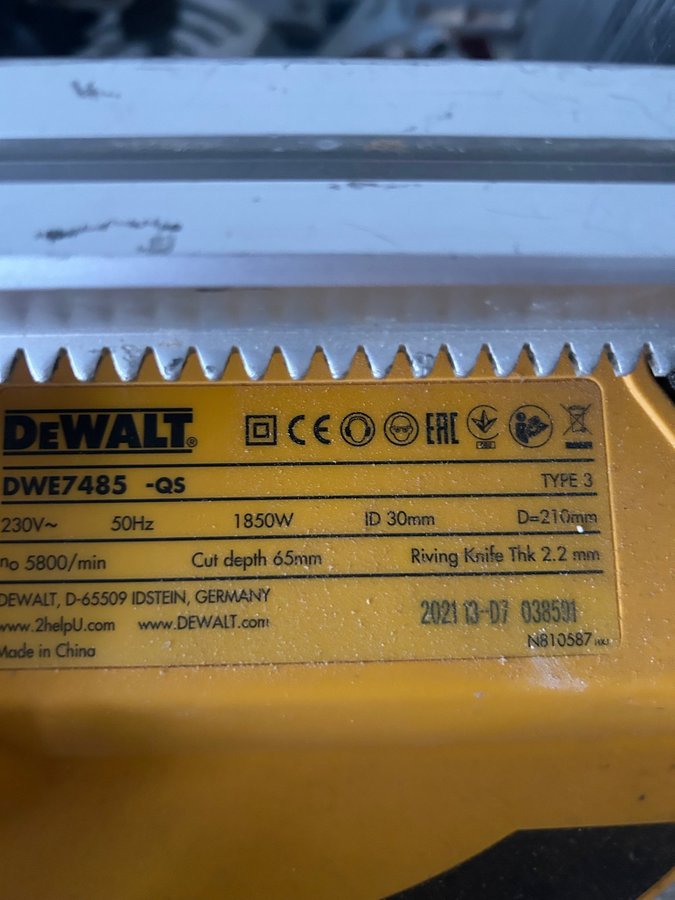 DEWALT®
CE EAC
DWE7485 -QS TYPE 3
230V~ 50Hz 1850W ID 30mm D=210mm
no 5800/min Cut depth 65mm Riving Knife Thk 2.2 mm
DEWALT, D-65509 IDSTEIN, GERMANY
www.2helpU.com www.DEWALT.com
2021 13-D7 038591
Made in China
N810587